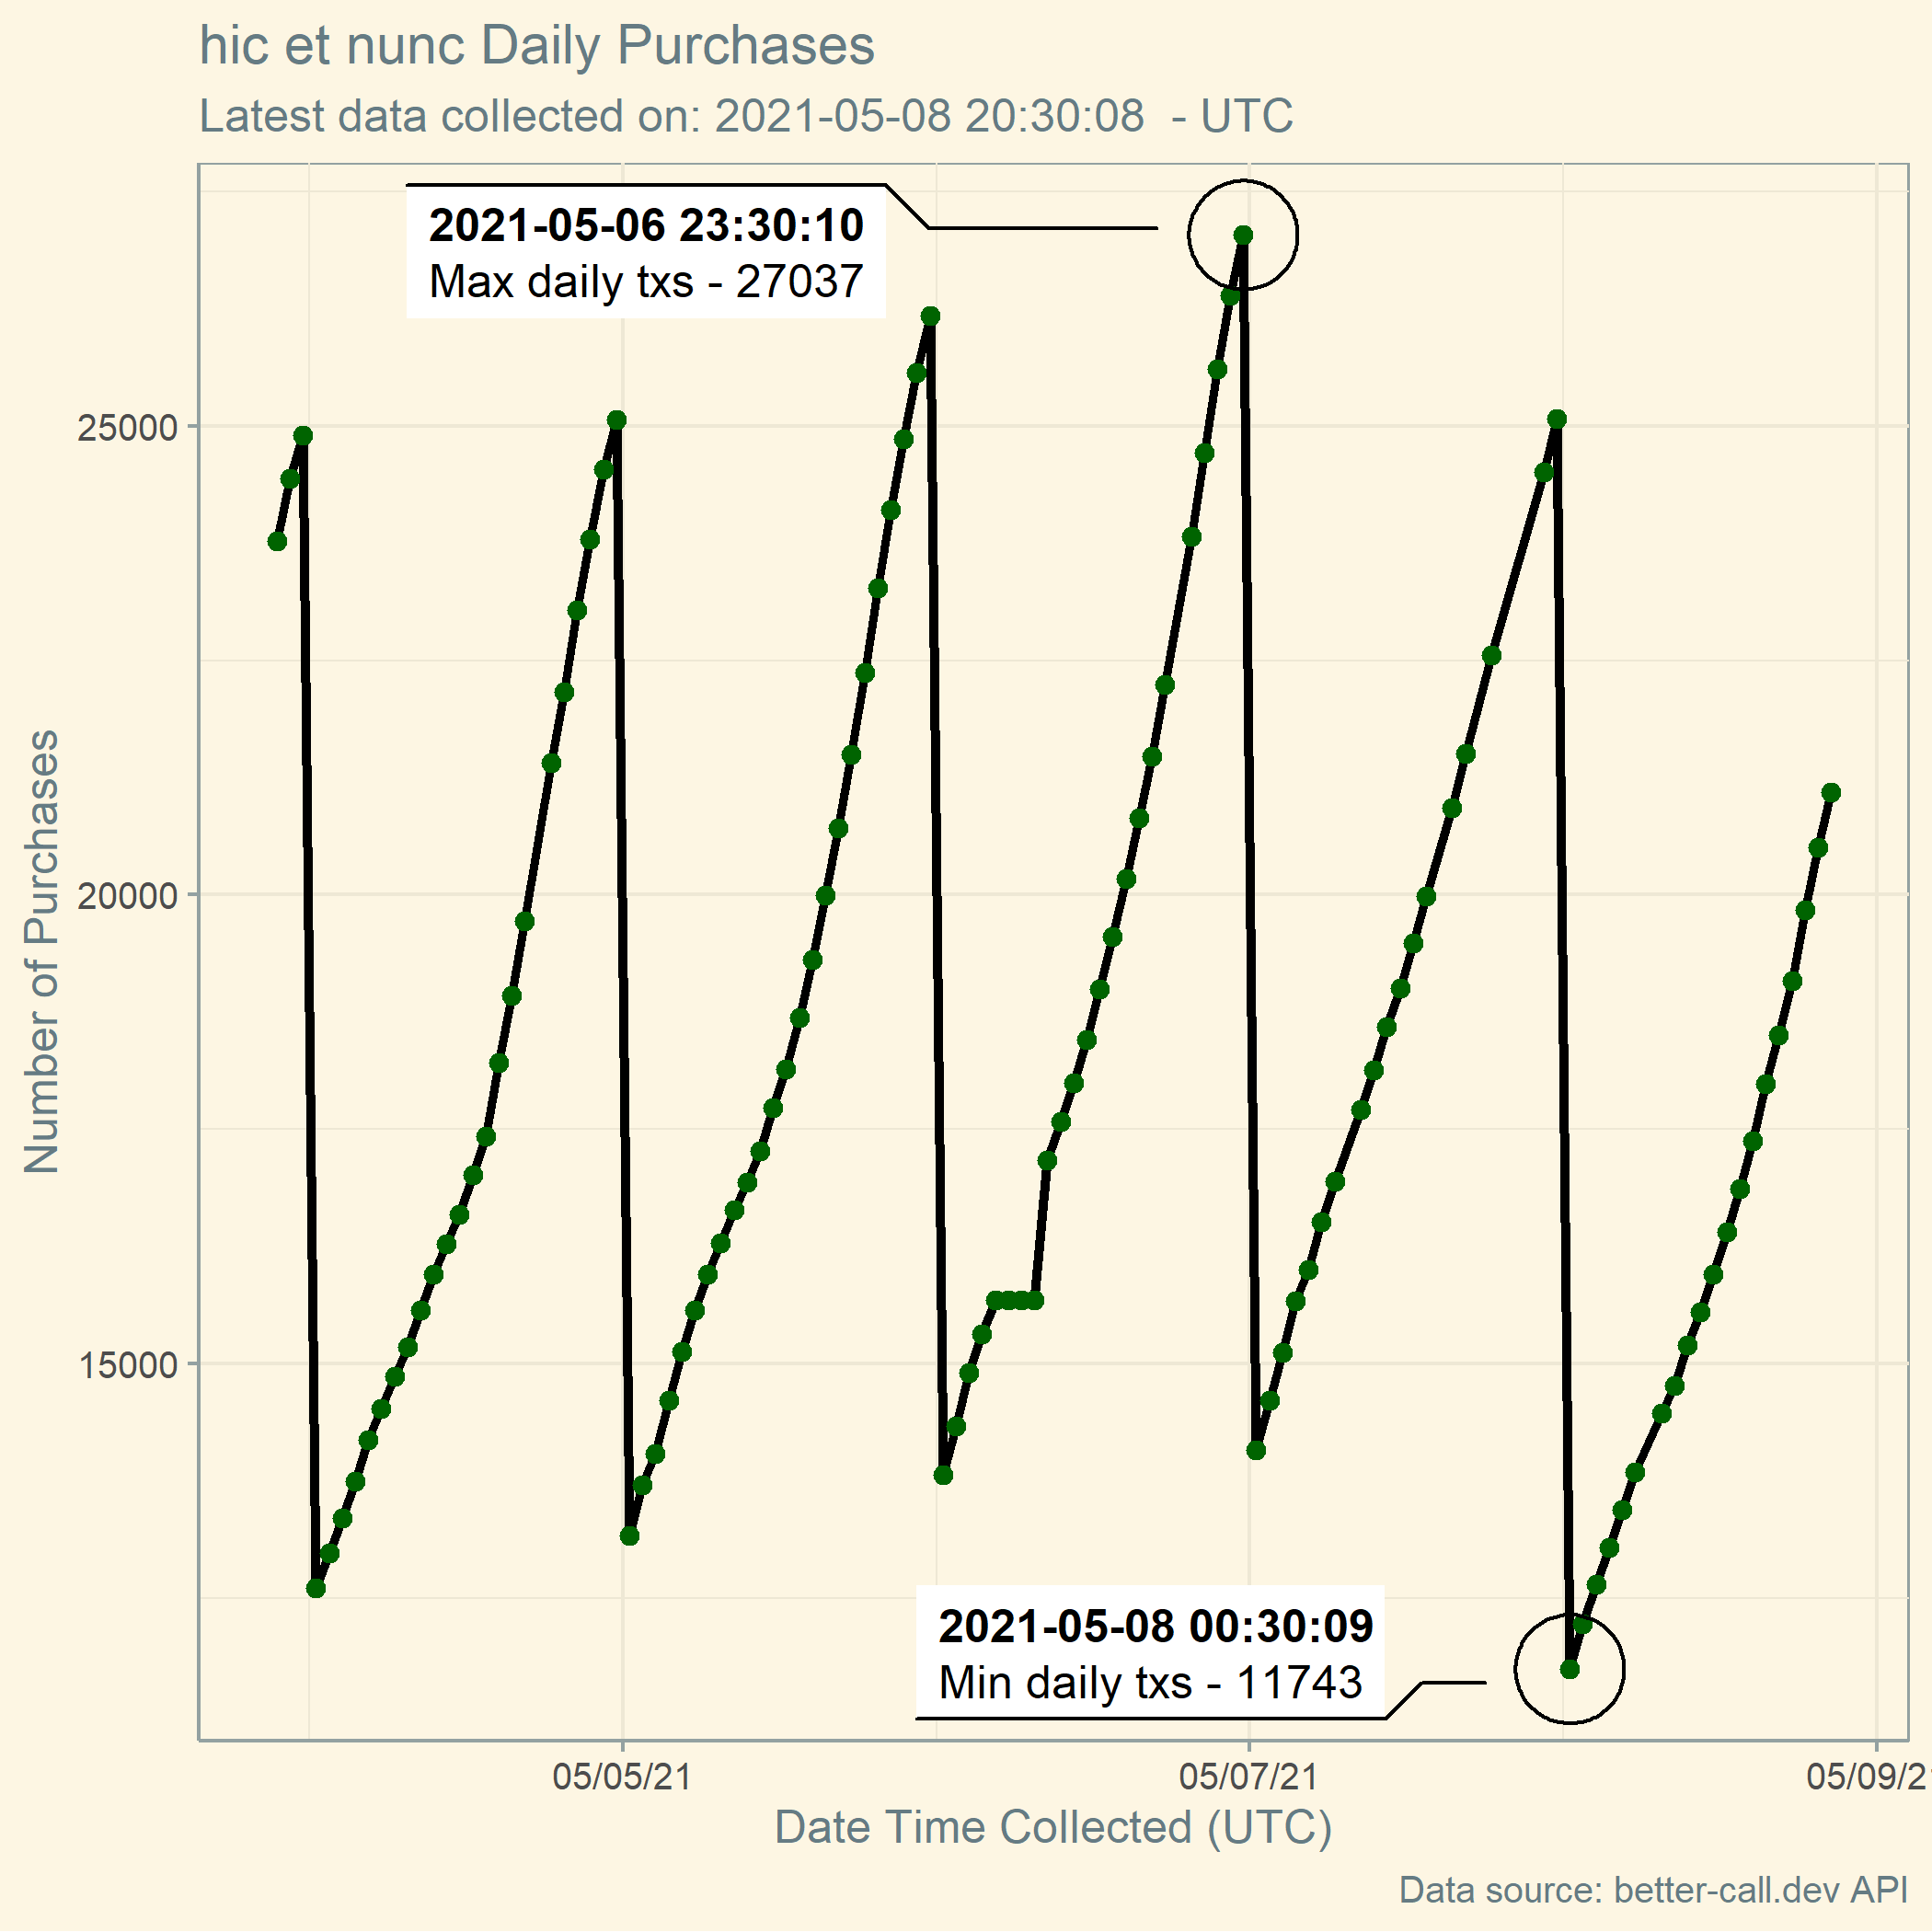 hic et nunc Daily Purchases
Latest data collected on: 2021-05-08 20:30:08  - UTC
2021-05-06 23:30:10
Max daily txs - 27037
25000
20000
15000
Number of Purchases
2021-05-08 00:30:09
Min daily txs - 11743
05/05/21
05/07/21
05/09/2
Date Time Collected (UTC)
Data source: better-call.dev API